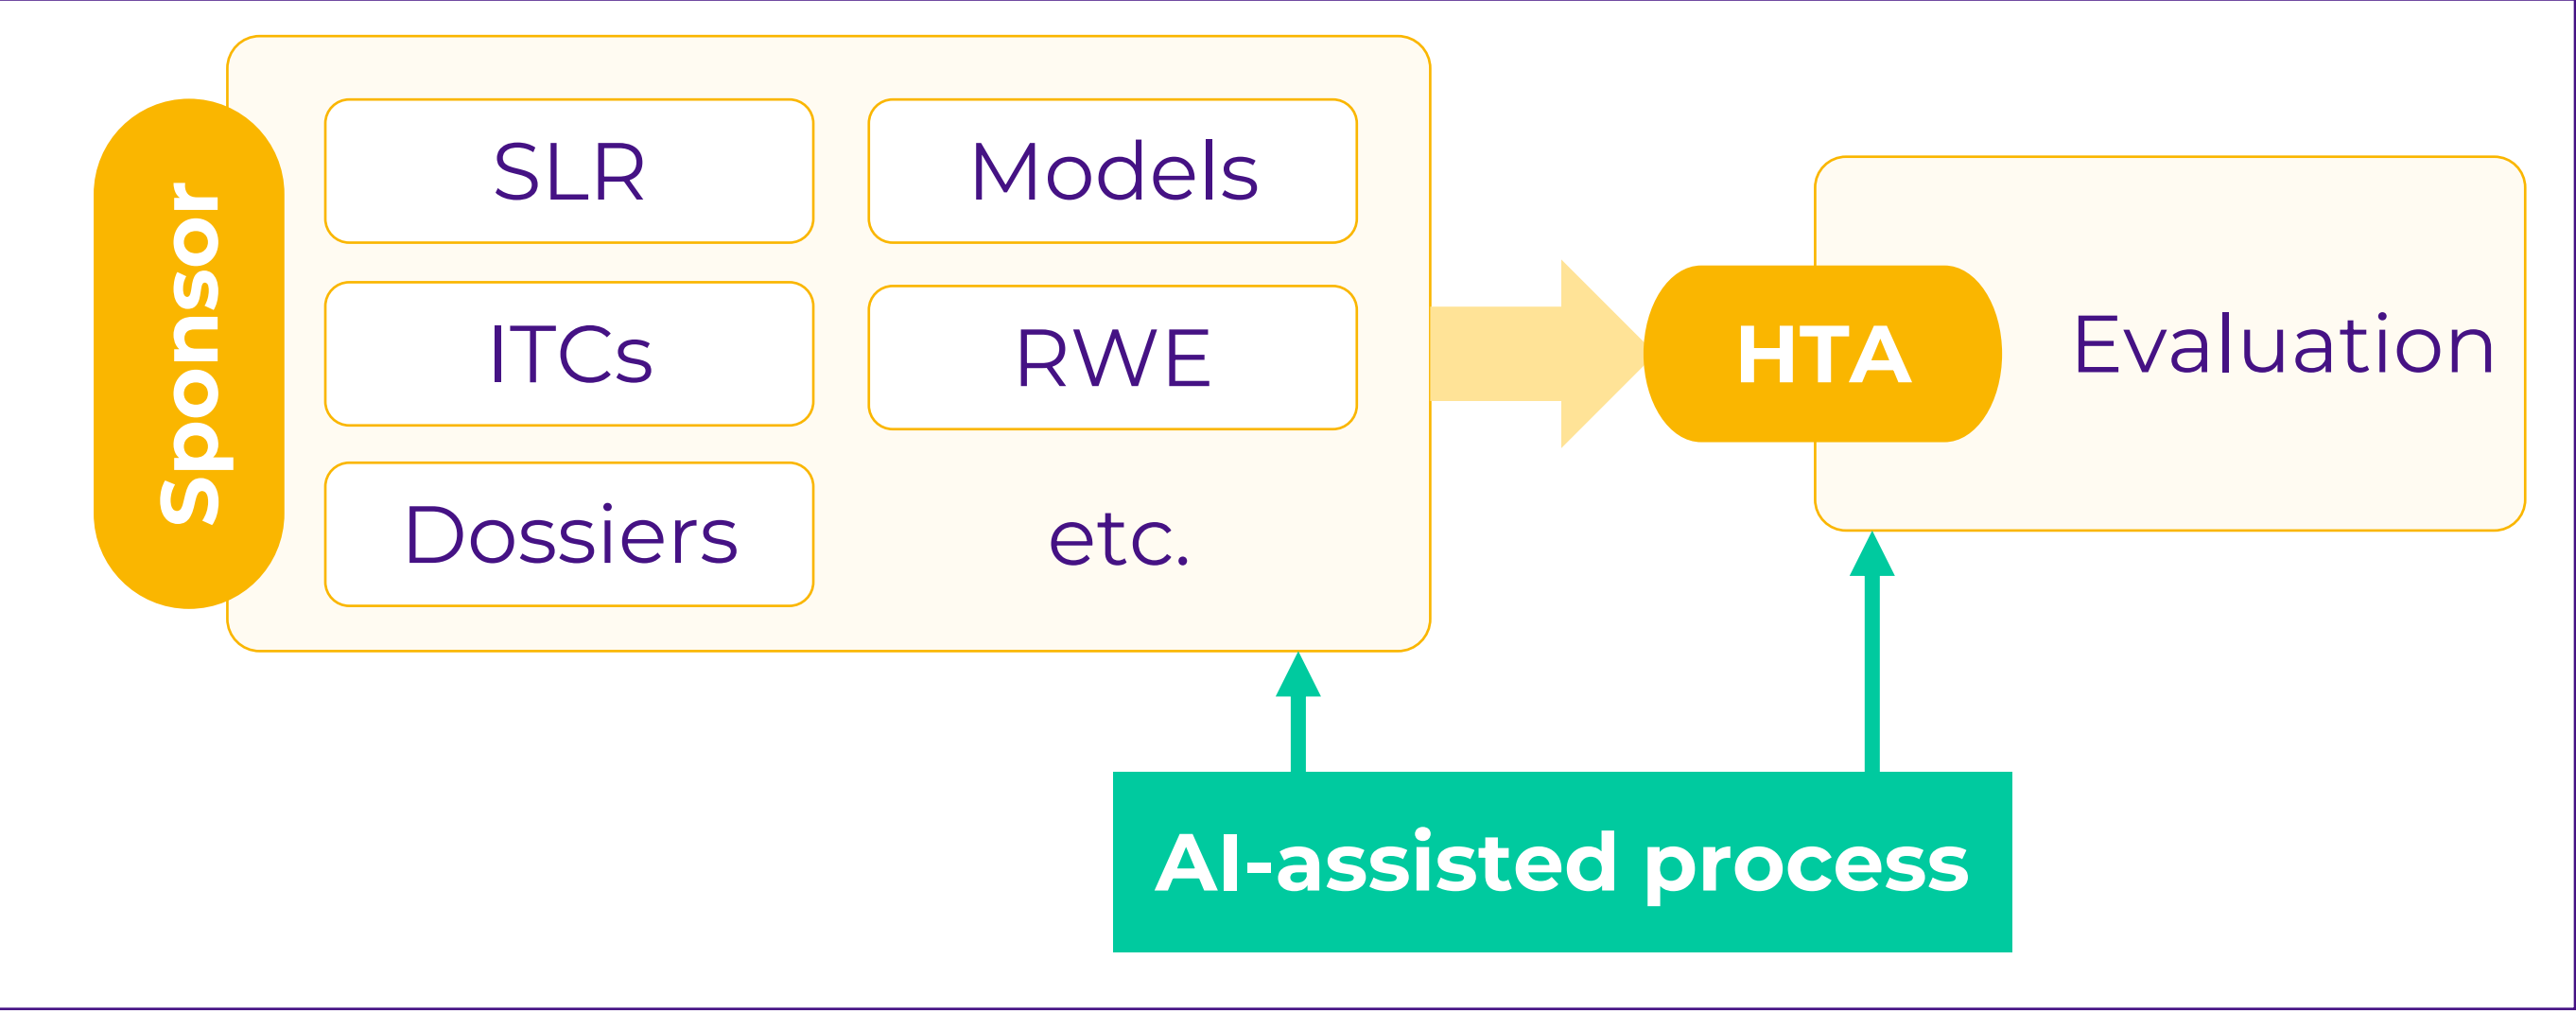 Sponsor
SLR
Models
ITCs
RWE
Dossiers
etc.
HTA
Evaluation
AI-assisted process